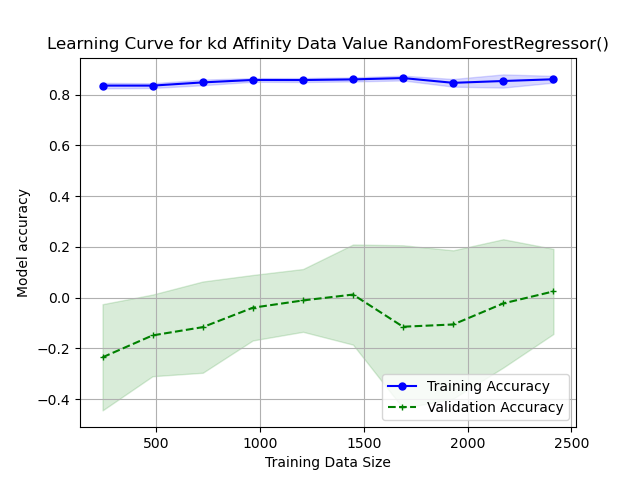 Learning Curve for kd Affinity Data Value RandomForestRegressor()
Model accuracy
0.8
0.6
0.4
0.2
0.0
−0.2
−0.4
Training Accuracy
Validation Accuracy
500
1000
1500
2000
2500
Training Data Size